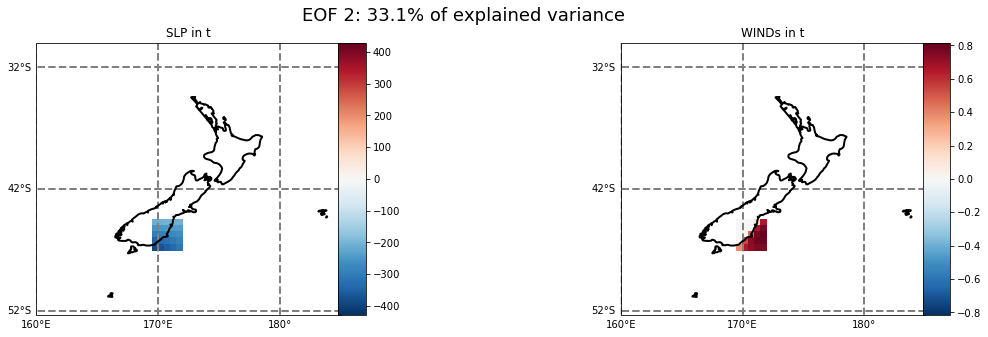 EOF 2: 33.1% of explained variance
SLP in t
WINDs in t
32°S
42°S
52°S
160°E
170°E
180°
400
300
200
100
0
−100
−200
−300
−400
32°S
42°S
52°S
160°E
170°E
180°
0.8
0.6
0.4
0.2
0.0
−0.2
−0.4
−0.6
−0.8